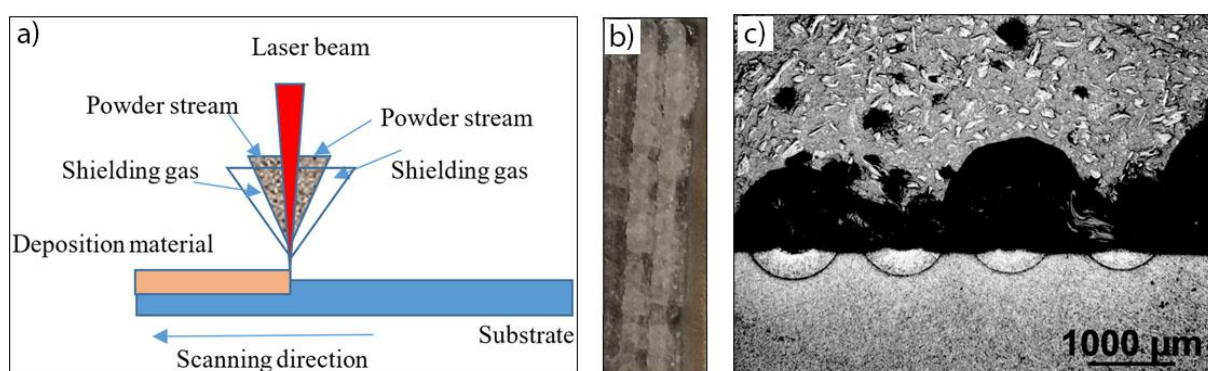 a)
Laser beam
Powder stream
Powder stream
Shielding gas
Shielding gas
Deposition material
Substrate
Scanning direction
b)
c)
1000 μm